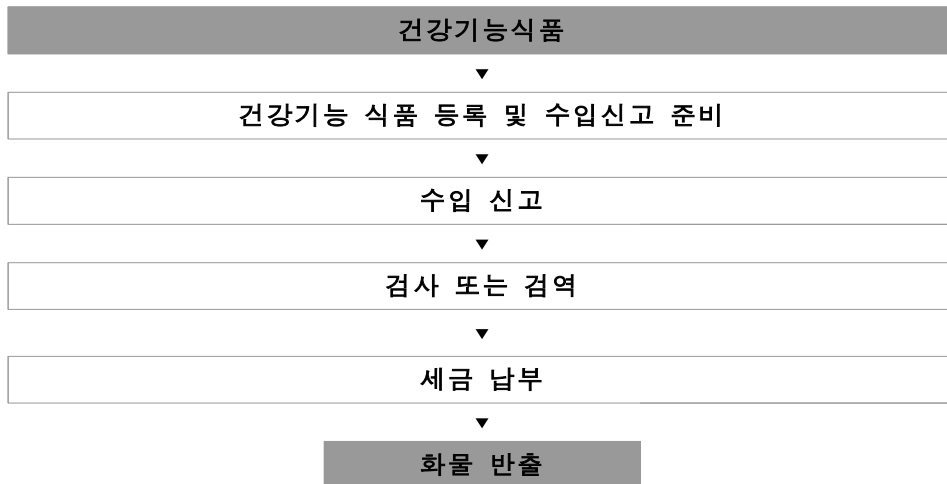 건강기능식품
건강기능 식품 등록 및 수입신고 준비
수입 신고
검사 또는 검역
세금 납부
화물 반출